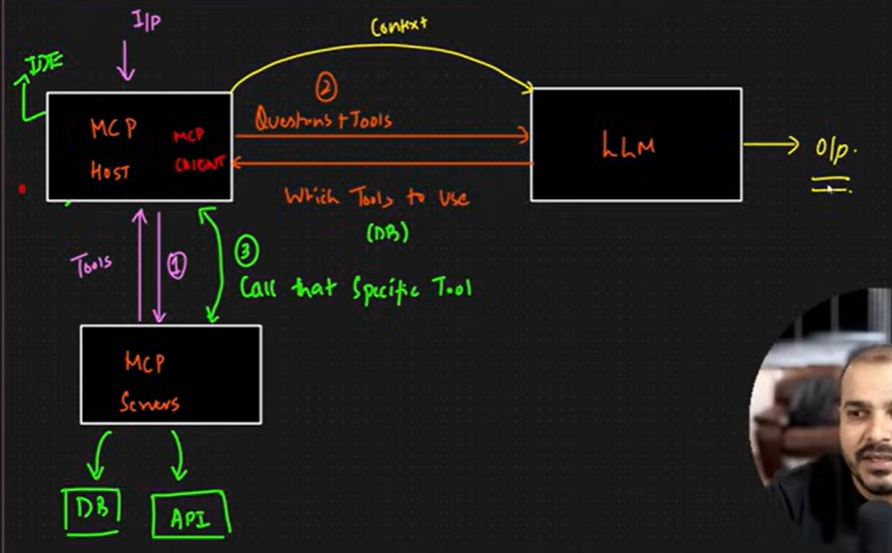 I/P
Context
IDE
②
MCP
HOST
MCP
CLIENT
Questions + Tools
LLM
O/p.
Which Tools to Use
(DB)
Tools
①
③
Call that Specific Tool
MCP
Servers
DB
API